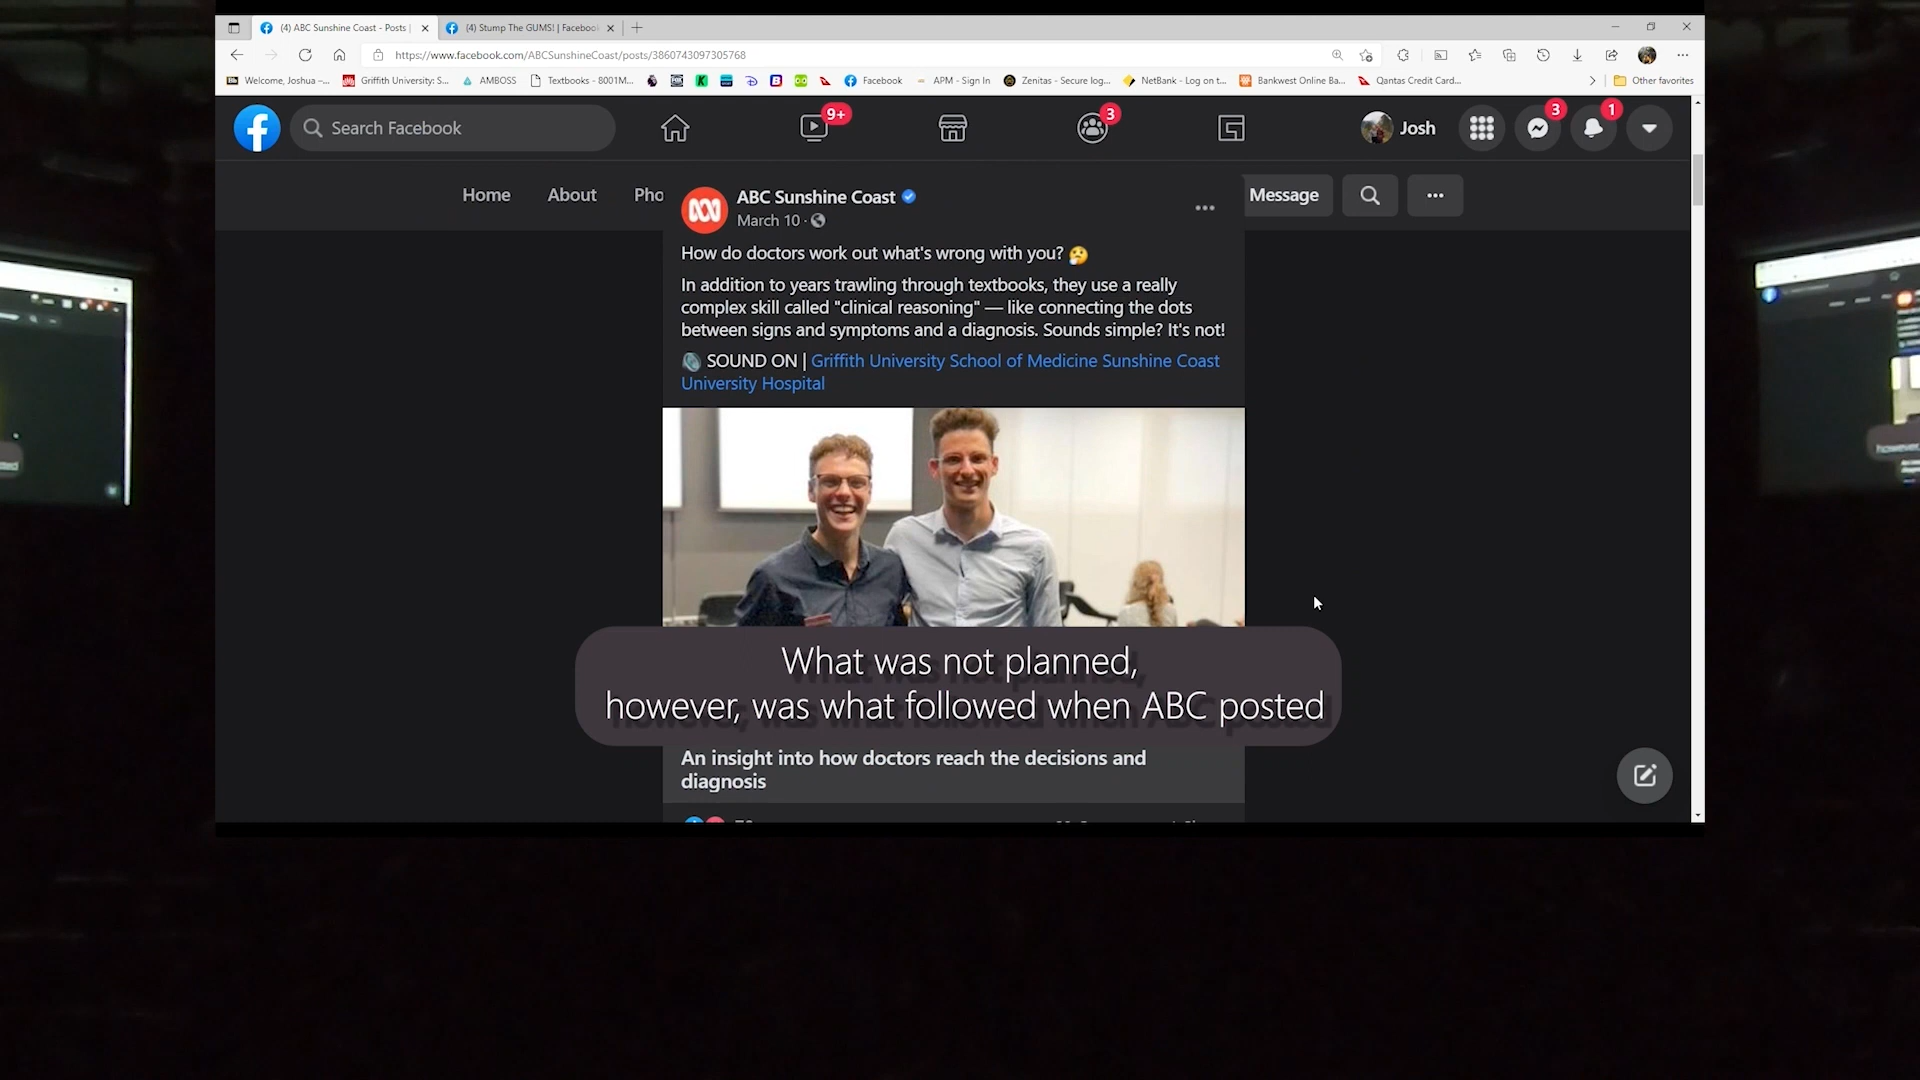 (4) ABC Sunshine Coast - Posts |
(4) Stump The GUMS! | Facebook
https://www.facebook.com/ABCSunshineCoast/posts/3860743097305768
Welcome, Joshua –...
Griffith University: S...
AMBOSS
Textbooks - 8001M...
Facebook
APM - Sign In
Zenitas - Secure log...
NetBank - Log on t...
Bankwest Online Ba...
Qantas Credit Card...
Other favorites
Search Facebook
9+
3
Josh
3
1
Home
About
Pho
ABC Sunshine Coast
March 10 ·
Message
How do doctors work out what's wrong with you?
In addition to years trawling through textbooks, they use a really
complex skill called "clinical reasoning" — like connecting the dots
between signs and symptoms and a diagnosis. Sounds simple? It's not!
SOUND ON | Griffith University School of Medicine Sunshine Coast
University Hospital
What was not planned,
however, was what followed when ABC posted
An insight into how doctors reach the decisions and
diagnosis